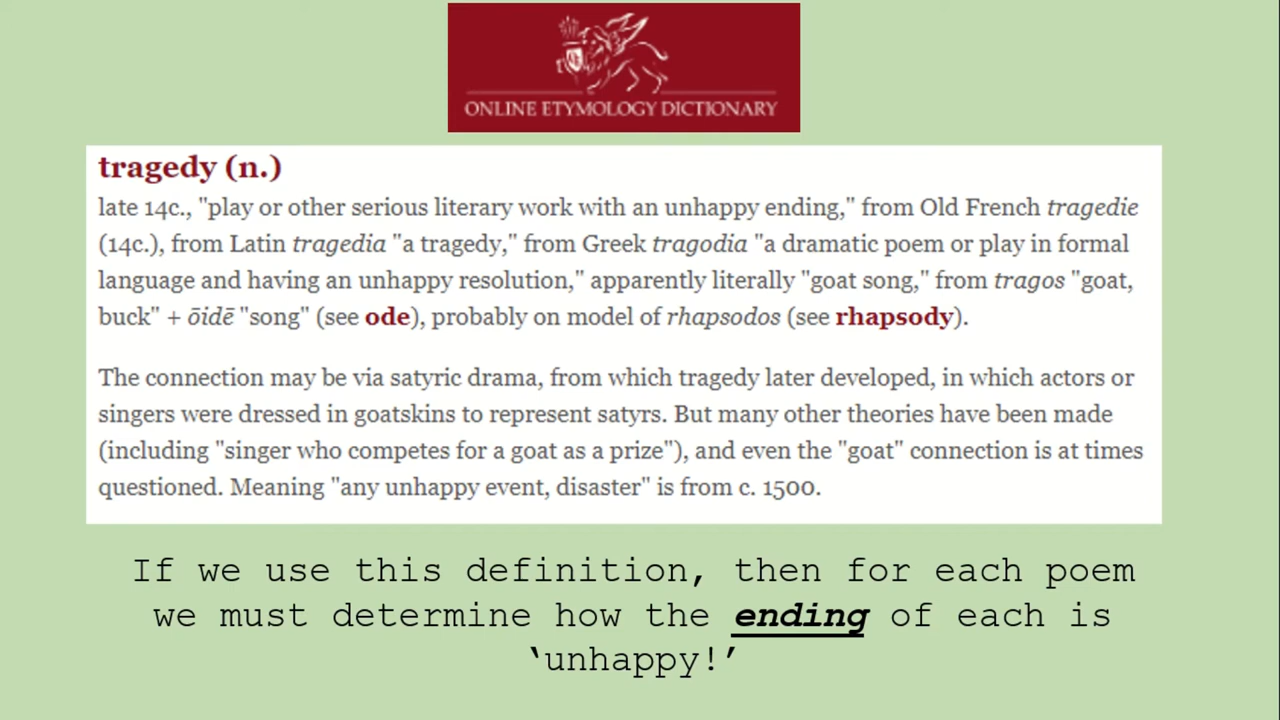 ONLINE ETYMOLOGY DICTIONARY
tragedy (n.)
late 14c., "play or other serious literary work with an unhappy ending," from Old French tragedie
(14c.), from Latin tragedia "a tragedy," from Greek tragodia "a dramatic poem or play in formal
language and having an unhappy resolution," apparently literally "goat song," from tragos "goat,
buck" + ōidē "song" (see ode), probably on model of rhapsodos (see rhapsody).
The connection may be via satyric drama, from which tragedy later developed, in which actors or
singers were dressed in goatskins to represent satyrs. But many other theories have been made
(including "singer who competes for a goat as a prize"), and even the "goat" connection is at times
questioned. Meaning "any unhappy event, disaster" is from c. 1500.
If we use this definition, then for each poem
we must determine how the ending of each is
‘unhappy!’